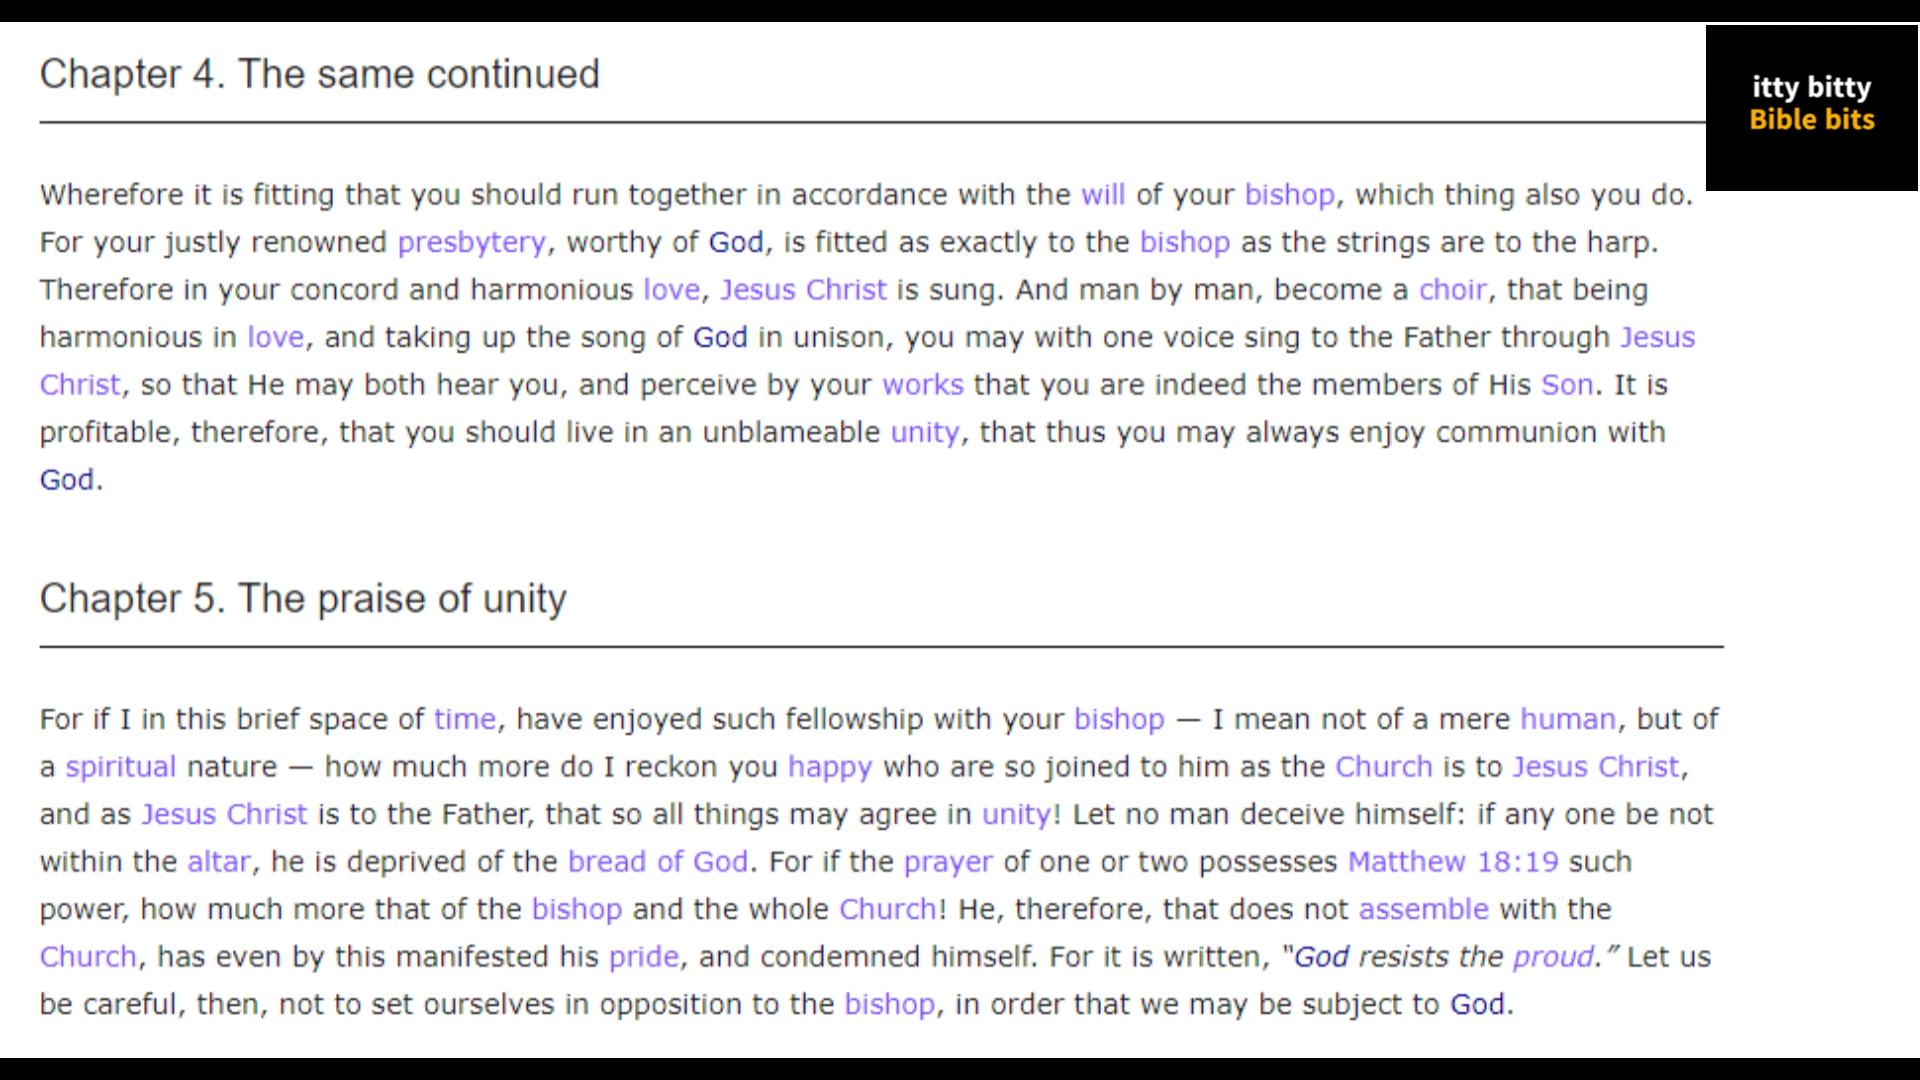 Chapter 4. The same continued
itty bitty
Bible bits
Wherefore it is fitting that you should run together in accordance with the will of your bishop, which thing also you do.
For your justly renowned presbytery, worthy of God, is fitted as exactly to the bishop as the strings are to the harp.
Therefore in your concord and harmonious love, Jesus Christ is sung. And man by man, become a choir, that being
harmonious in love, and taking up the song of God in unison, you may with one voice sing to the Father through Jesus
Christ, so that He may both hear you, and perceive by your works that you are indeed the members of His Son. It is
profitable, therefore, that you should live in an unblameable unity, that thus you may always enjoy communion with
God.
Chapter 5. The praise of unity
For if I in this brief space of time, have enjoyed such fellowship with your bishop — I mean not of a mere human, but of
a spiritual nature — how much more do I reckon you happy who are so joined to him as the Church is to Jesus Christ,
and as Jesus Christ is to the Father, that so all things may agree in unity! Let no man deceive himself: if any one be not
within the altar, he is deprived of the bread of God. For if the prayer of one or two possesses Matthew 18:19 such
power, how much more that of the bishop and the whole Church! He, therefore, that does not assemble with the
Church, has even by this manifested his pride, and condemned himself. For it is written, “God resists the proud.” Let us
be careful, then, not to set ourselves in opposition to the bishop, in order that we may be subject to God.